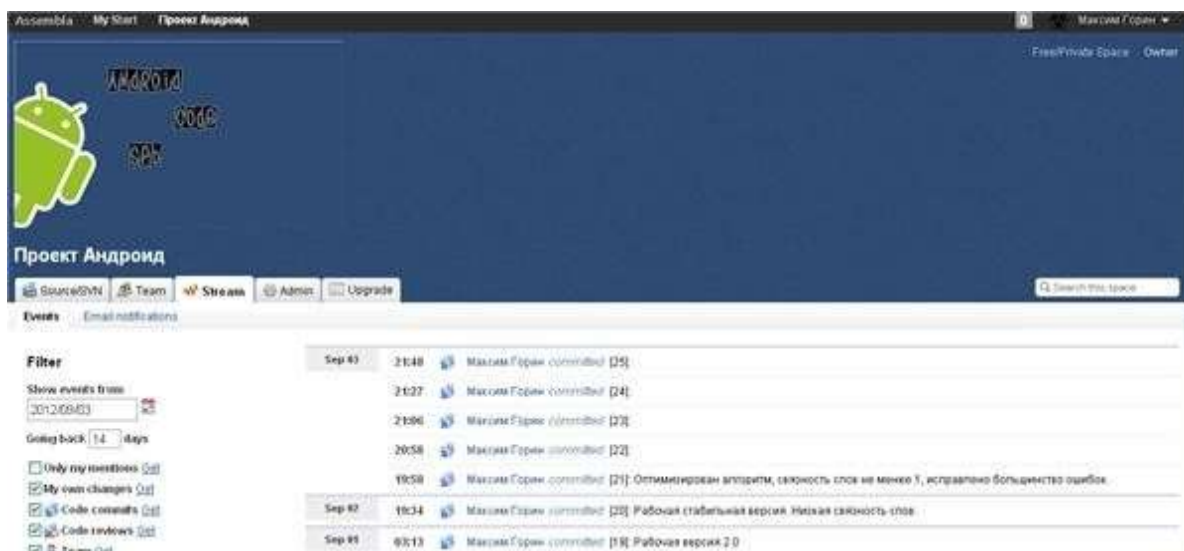 Assembla My Start Проект Андроид
0 Максим Горин
Free/Private Space Owner
ANDROID
CODE
Проект Андроид
Source/SVN Team Stream Admin Upgrade
Search this space
Events Email notifications
Filter
Show events from
2012/09/03
Going back 14 days
Only my mentions
My own changes
Code commits
Code reviews
Team
Sep 03 21:48 Максим Горин committed [25]
21:27 Максим Горин committed [24]
21:06 Максим Горин committed [23]
20:58 Максим Горин committed [22]
19:58 Максим Горин committed [21]: Оптимизирован алгоритм, связность слов не менее 1, исправлено большинство ошибок.
Sep 02 19:34 Максим Горин committed [20]: Рабочая стабильная версия. Низкая связность слов
Sep 01 03:13 Максим Горин committed [19]: Рабочая версия 2.0